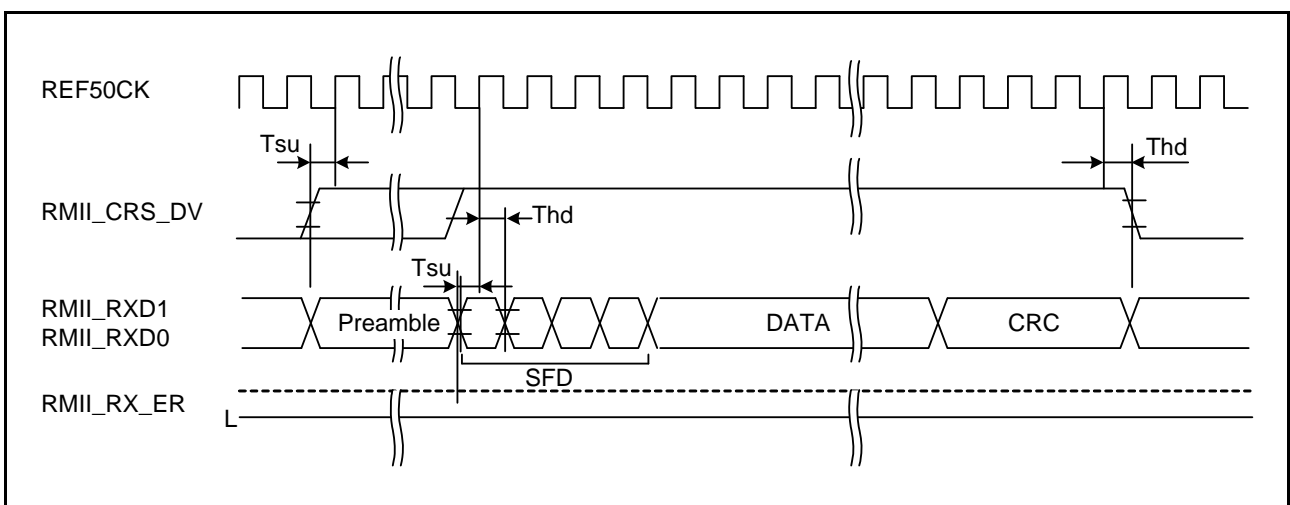 REF50CK
Tsu
Thd
RMII_CRS_DV
Thd
Tsu
RMII_RXD1
RMII_RXD0
Preamble
DATA
CRC
SFD
RMII_RX_ER
L